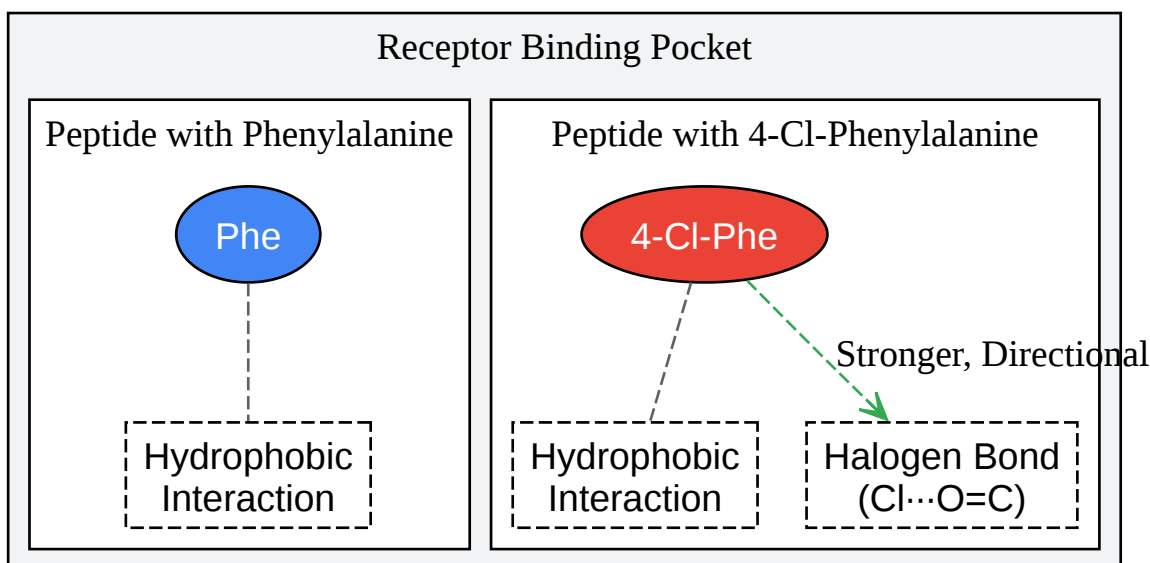 Receptor Binding Pocket
Peptide with Phenylalanine
Phe
Hydrophobic
Interaction
Peptide with 4-Cl-Phenylalanine
4-Cl-Phe
Stronger, Directional
Hydrophobic
Interaction
Halogen Bond
(Cl···O=C)